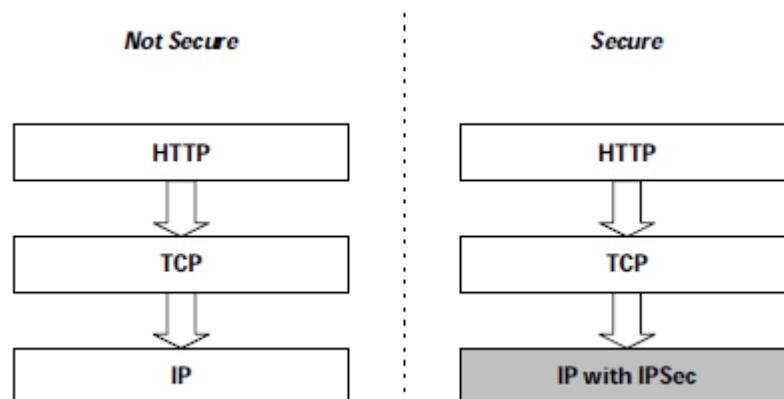 Not Secure
HTTP
TCP
IP
Secure
HTTP
TCP
IP with IPSec